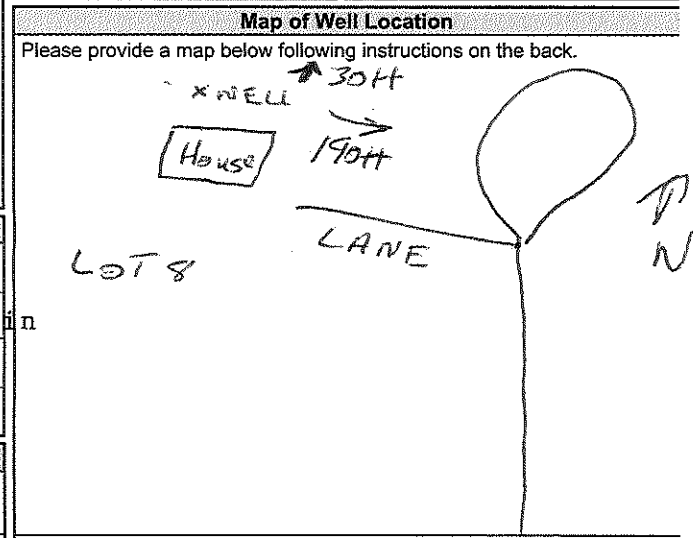 Map of Well Location
Please provide a map below following instructions on the back.
x WELL 30ft
House 190ft
LANE
N
LOT 8
in